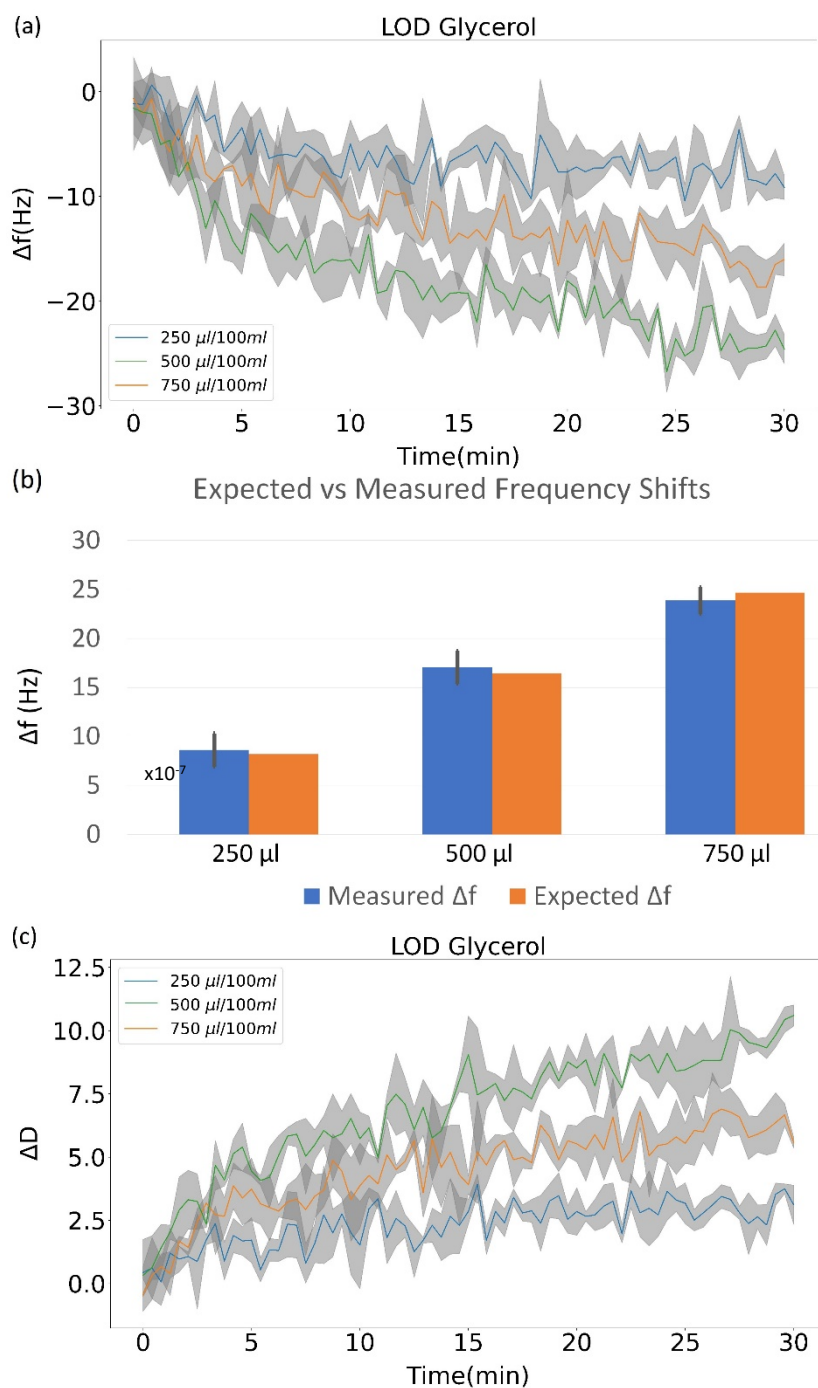 (a)
LOD Glycerol
0
−10
−20
−30
Δf(Hz)
250 μl/100ml
500 μl/100ml
750 μl/100ml
0 5 10 15 20 25 30
Time(min)
(b)
Expected vs Measured Frequency Shifts
30
25
20
15
10
5
0
Δf (Hz)
x10⁻⁷
250 μl 500 μl 750 μl
Measured Δf Expected Δf
(c)
LOD Glycerol
12.5
10.0
7.5
5.0
2.5
0.0
ΔD
250 μl/100ml
500 μl/100ml
750 μl/100ml
0 5 10 15 20 25 30
Time(min)